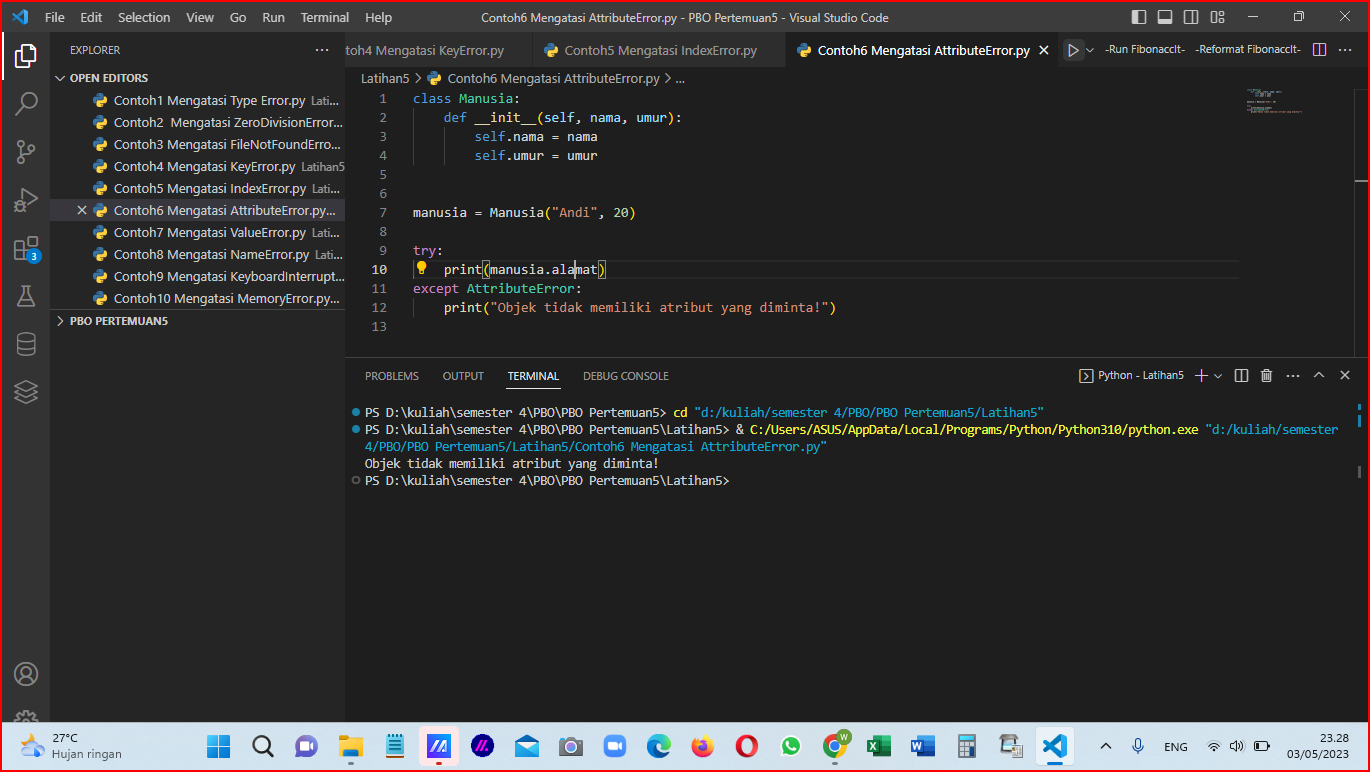 File Edit Selection View Go Run Terminal Help Contoh6 Mengatasi AttributeError.py - PBO Pertemuan5 - Visual Studio Code
EXPLORER
OPEN EDITORS
Contoh1 Mengatasi Type Error.py Lati...
Contoh2 Mengatasi ZeroDivisionError...
Contoh3 Mengatasi FileNotFoundErro...
Contoh4 Mengatasi KeyError.py Latihan5
Contoh5 Mengatasi IndexError.py Lati...
Contoh6 Mengatasi AttributeError.py...
Contoh7 Mengatasi ValueError.py Lati...
Contoh8 Mengatasi NameError.py Lati...
Contoh9 Mengatasi KeyboardInterrupt...
Contoh10 Mengatasi MemoryError.py...
PBO PERTEMUAN5
3
toh4 Mengatasi KeyError.py Contoh5 Mengatasi IndexError.py Contoh6 Mengatasi AttributeError.py -Run FibonaccIt- -Reformat FibonaccIt-
Latihan5 > Contoh6 Mengatasi AttributeError.py > ...
1 class Manusia:
2 def __init__(self, nama, umur):
3 self.nama = nama
4 self.umur = umur
5
6
7 manusia = Manusia("Andi", 20)
8
9 try:
10 print(manusia.alamat)
11 except AttributeError:
12 print("Objek tidak memiliki atribut yang diminta!")
13
PROBLEMS OUTPUT TERMINAL DEBUG CONSOLE Python - Latihan5
PS D:\kuliah\semester 4\PBO\PBO Pertemuan5> cd "d:/kuliah/semester 4/PBO/PBO Pertemuan5/Latihan5"
PS D:\kuliah\semester 4\PBO\PBO Pertemuan5\Latihan5> & C:/Users/ASUS/AppData/Local/Programs/Python/Python310/python.exe "d:/kuliah/semester
4/PBO/PBO Pertemuan5/Latihan5/Contoh6 Mengatasi AttributeError.py"
Objek tidak memiliki atribut yang diminta!
PS D:\kuliah\semester 4\PBO\PBO Pertemuan5\Latihan5>
27°C
Hujan ringan
W
ENG
23.28
03/05/2023